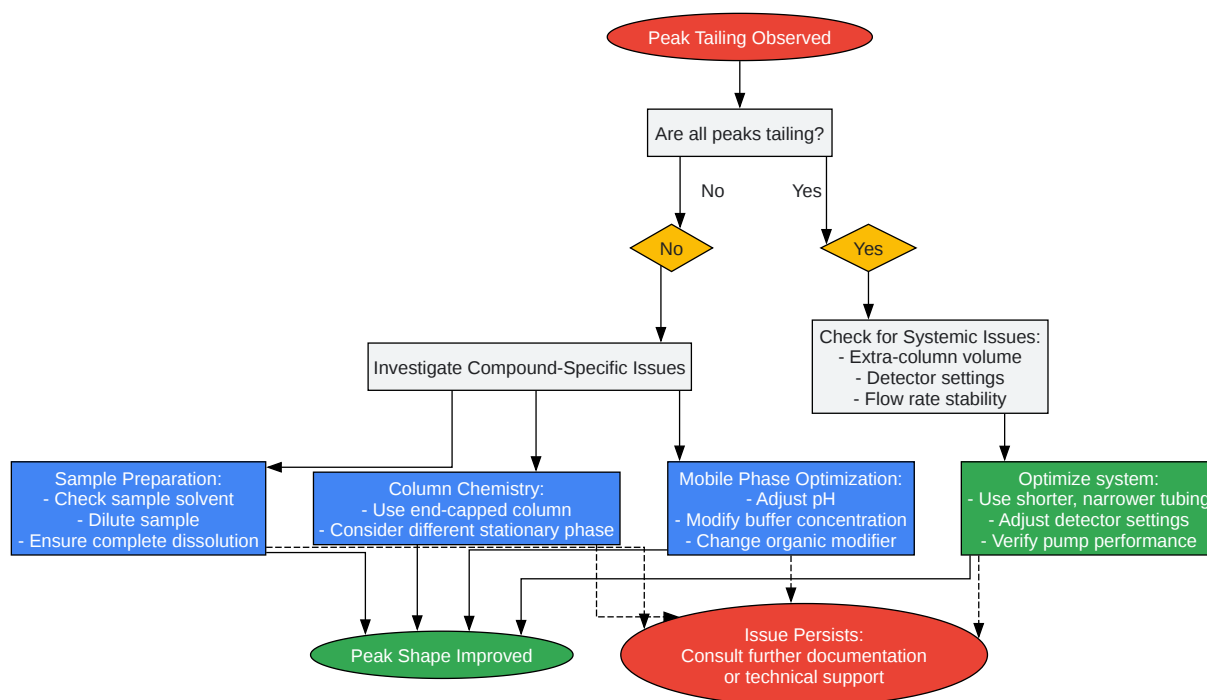 Peak Tailing Observed
Are all peaks tailing?
No
Yes
No
Yes
Check for Systemic Issues:
- Extra-column volume
- Detector settings
- Flow rate stability
Investigate Compound-Specific Issues
Sample Preparation:
- Check sample solvent
- Dilute sample
- Ensure complete dissolution
Column Chemistry:
- Use end-capped column
- Consider different stationary phase
Mobile Phase Optimization:
- Adjust pH
- Modify buffer concentration
- Change organic modifier
Optimize system:
- Use shorter, narrower tubing
- Adjust detector settings
- Verify pump performance
Peak Shape Improved
Issue Persists:
Consult further documentation
or technical support